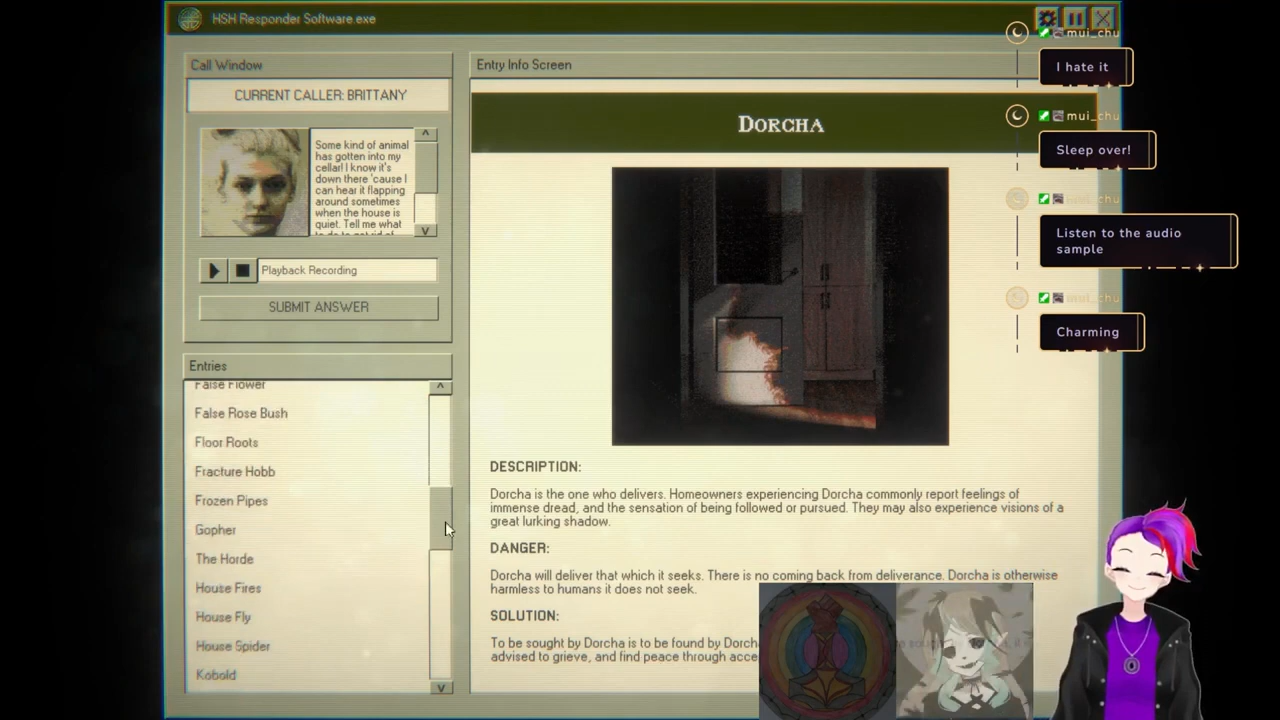 HSH Responder Software.exe
Call Window
CURRENT CALLER: BRITTANY
Some kind of animal
has gotten into my
cellar! I know it's
down there 'cause I
can hear it flapping
around sometimes
when the house is
quiet. Tell me what
Playback Recording
SUBMIT ANSWER
Entries
False Flower
False Rose Bush
Floor Roots
Fracture Hobb
Frozen Pipes
Gopher
The Horde
House Fires
House Fly
House Spider
Kobold
Entry Info Screen
DORCHA
DESCRIPTION:
Dorcha is the one who delivers. Homeowners experiencing Dorcha commonly report feelings of
immense dread, and the sensation of being followed or pursued. They may also experience visions of a
great lurking shadow.
DANGER:
Dorcha will deliver that which it seeks. There is no coming back from deliverance. Dorcha is otherwise
harmless to humans it does not seek.
SOLUTION:
To be sought by Dorcha is to be found by
advised to grieve, and find peace through
mui_chu
I hate it
mui_chu
Sleep over!
mui_chu
Listen to the audio
sample
mui_chu
Charming